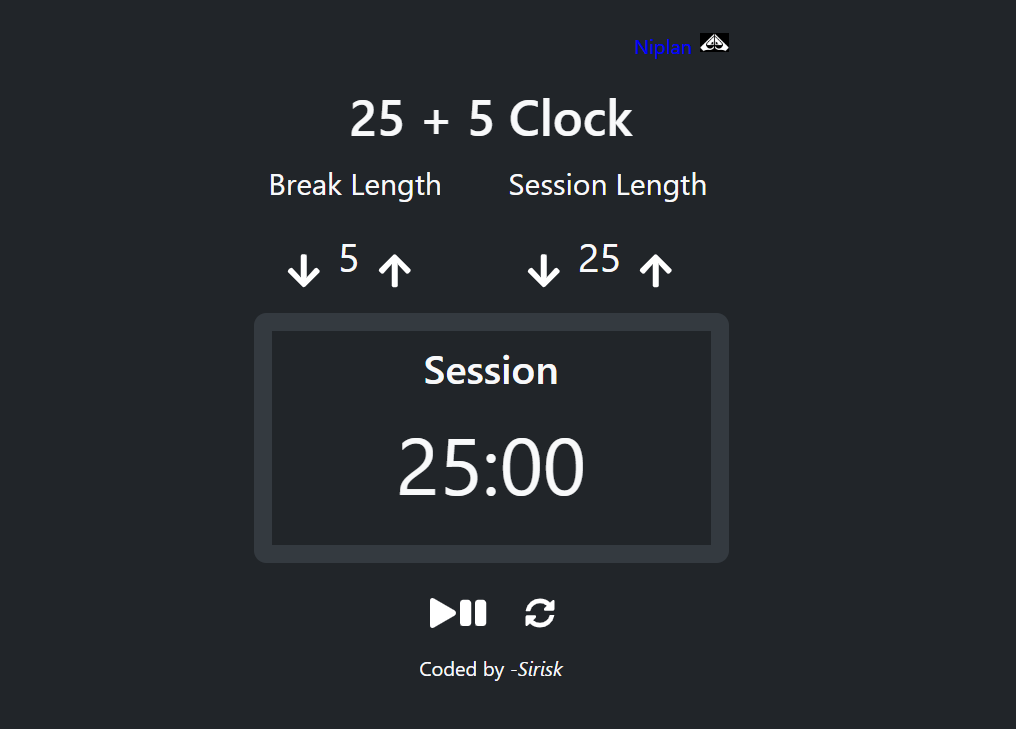 Niplan
25 + 5 Clock
Break Length Session Length
5 25
Session
25:00
Coded by -Sirisk